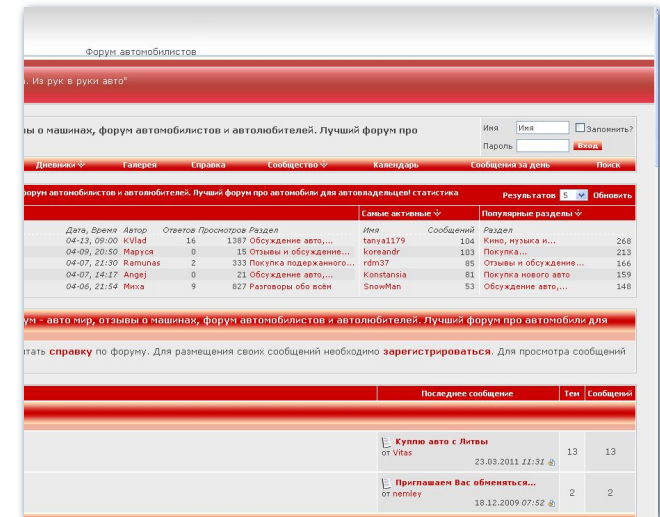 Форум автомобилистов
. Из рук в руки авто"
вы о машинах, форум автомобилистов и автолюбителей. Лучший форум про
Имя Имя Запомнить?
Пароль Вход
Дневники Галерея Справка Сообщество Календарь Сообщения за день Поиск
форум автомобилистов и автолюбителей. Лучший форум про автомобили для автовладельцев! статистика Результатов 5 Обновить
Самые активные Популярные разделы
Дата, Время Автор Ответов Просмотров Раздел Имя Сообщений Раздел
04-13, 09:00 KVlad 16 1387 Обсуждение авто,... tanya1179 104 Кино, музыка и... 268
04-09, 20:50 Маруся 0 15 Отзывы и обсуждение... koreandr 103 Покупка... 213
04-07, 21:30 Ramunas 2 333 Покупка подержанного... rdm37 85 Отзывы и обсуждение... 166
04-07, 14:17 Angej 0 21 Обсуждение авто,... Konstansia 81 Покупка нового авто 159
04-06, 21:54 Миха 9 827 Разговоры обо всём SnowMan 53 Обсуждение авто,... 148
ум - авто мир, отзывы о машинах, форум автомобилистов и автолюбителей. Лучший форум про автомобили для
тать справку по форуму. Для размещения своих сообщений необходимо зарегистрироваться. Для просмотра сообщений
Последнее сообщение Тем Сообщений
Куплю авто с Литвы
от Vitas 13 13
23.03.2011 11:31
Приглашаем Вас обменяться...
от nemley 2 2
18.12.2009 07:52